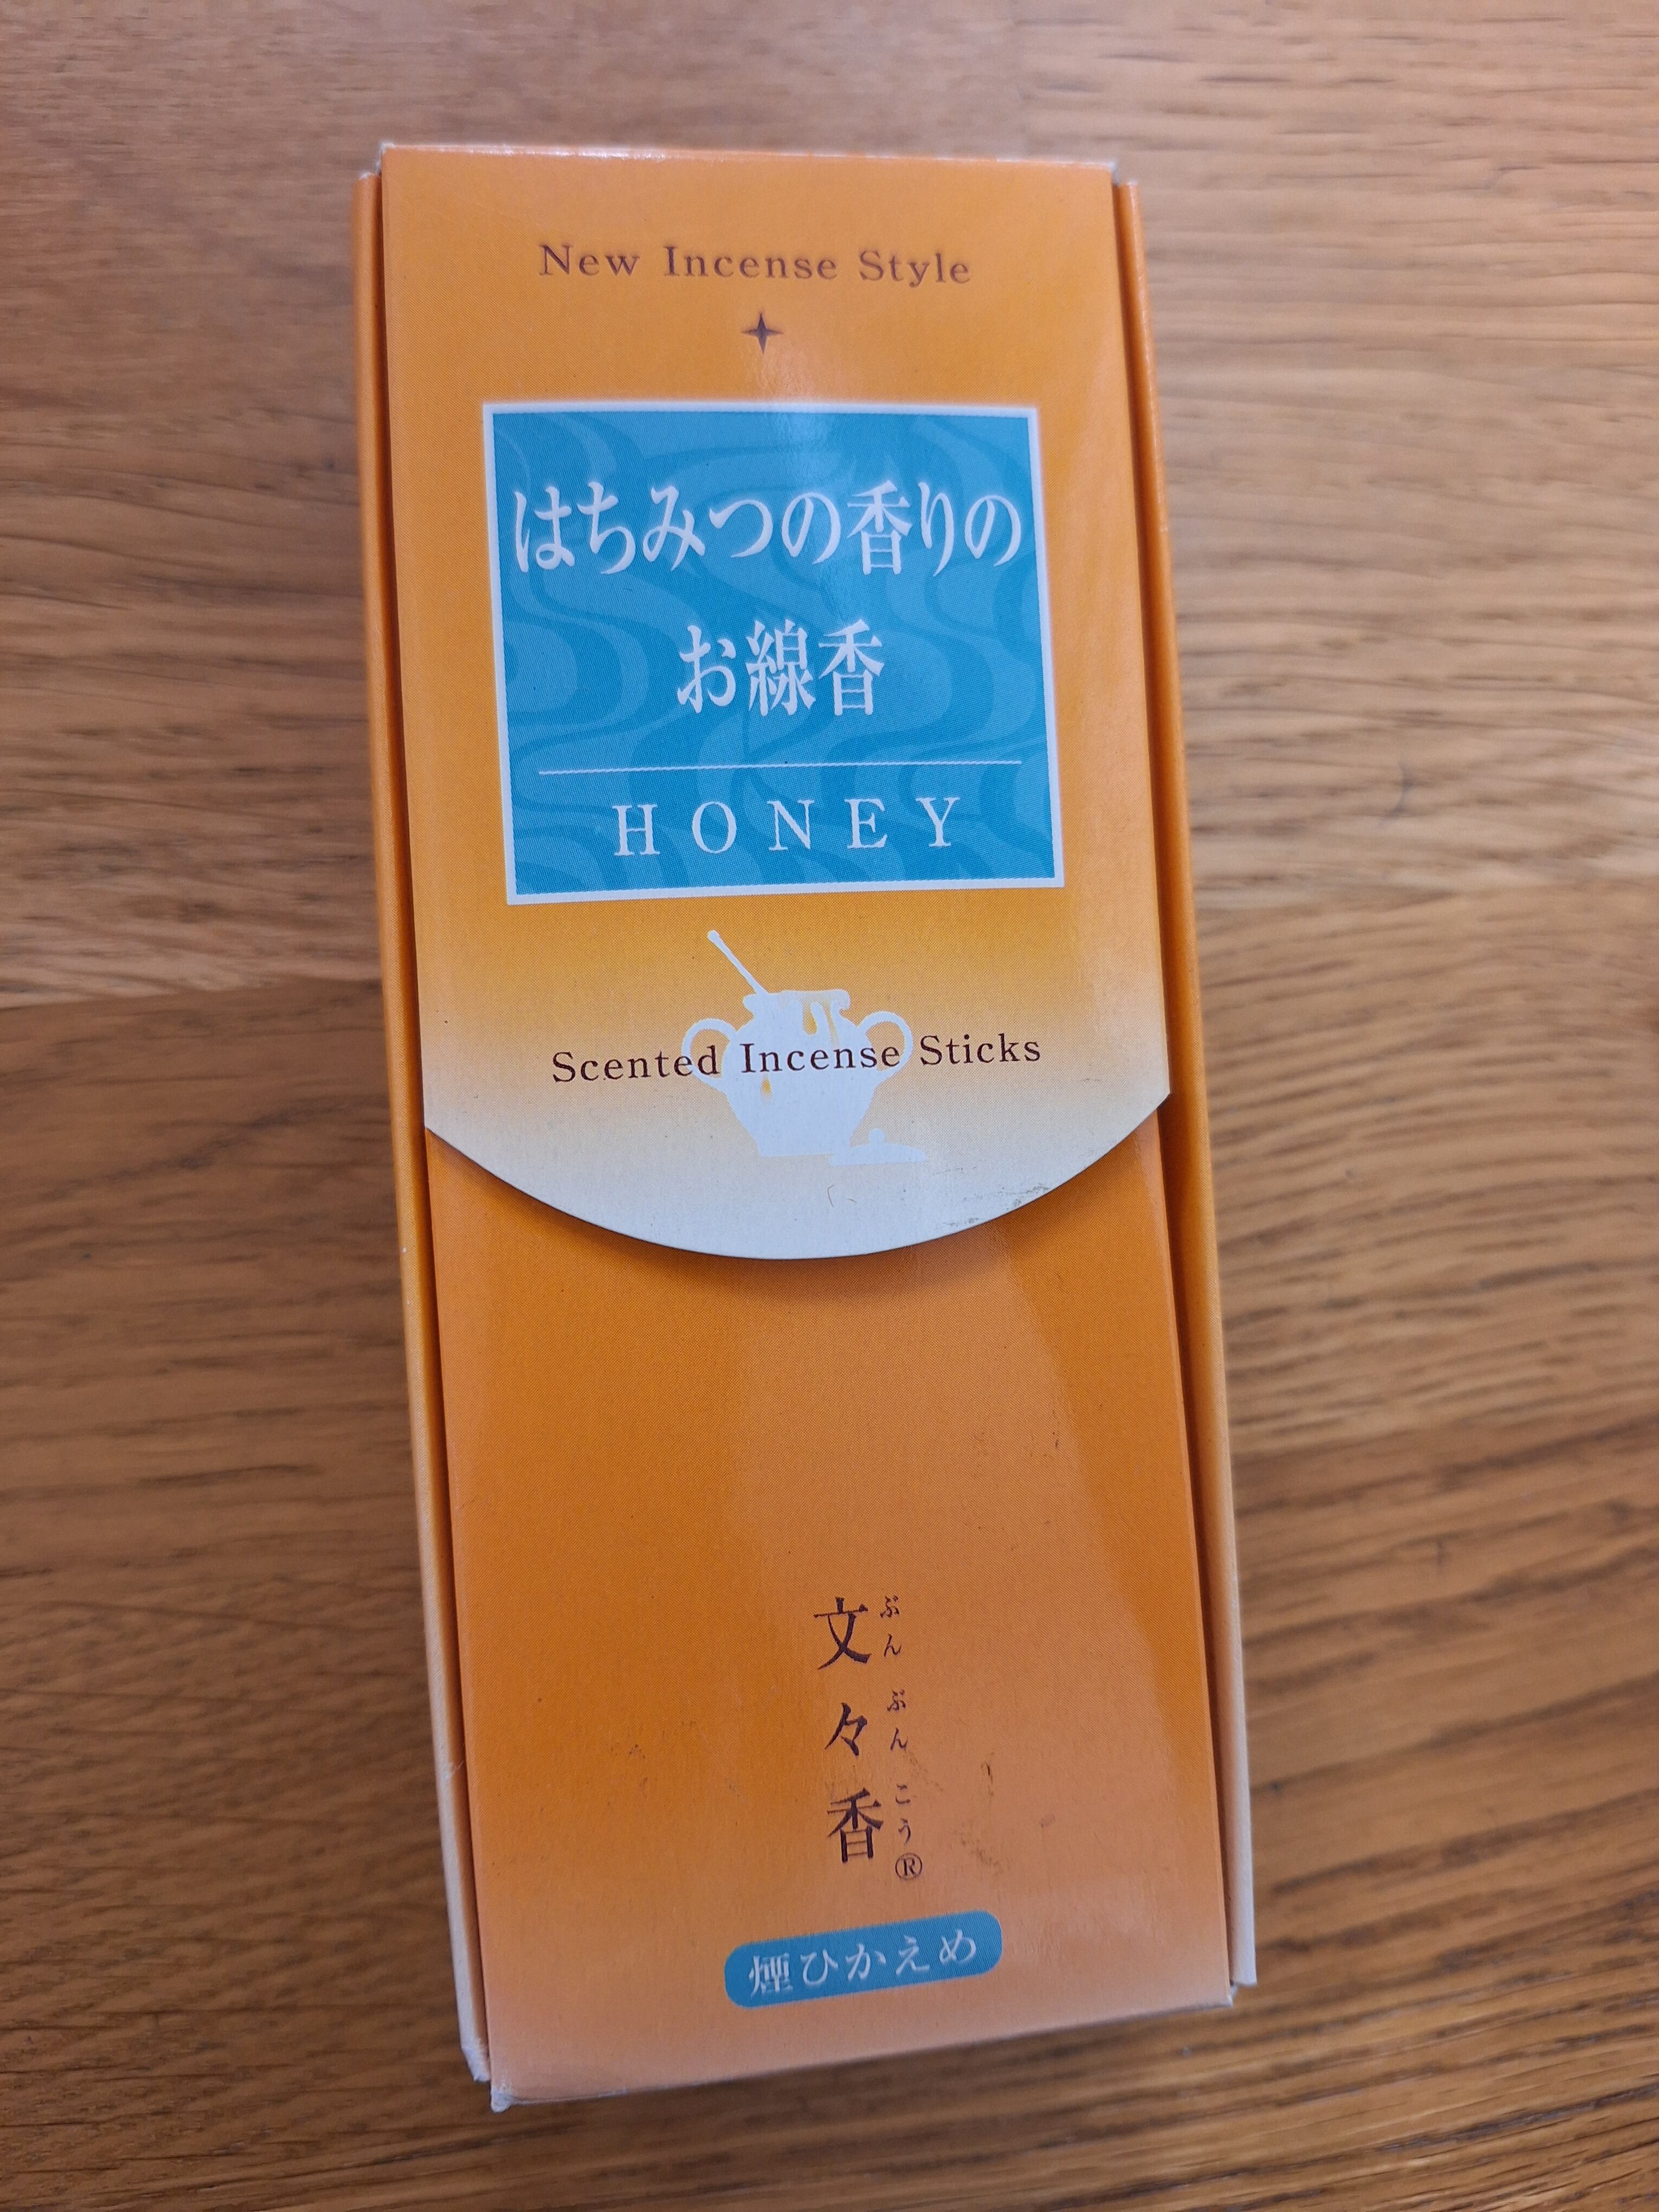 New Incense Style
はちみつの香りの
お線香
HONEY
Scented Incense Sticks
文々香
ぶんぶんこう®
煙ひかえめ